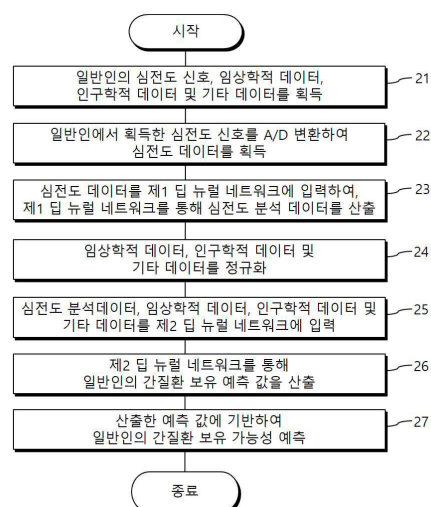 시작
일반인의 심전도 신호, 임상학적 데이터,
인구학적 데이터 및 기타 데이터를 획득
21
일반인에서 획득한 심전도 신호를 A/D 변환하여
심전도 데이터를 획득
22
심전도 데이터를 제1 딥 뉴럴 네트워크에 입력하여,
제1 딥 뉴럴 네트워크를 통해 심전도 분석 데이터를 산출
23
임상학적 데이터, 인구학적 데이터 및
기타 데이터를 정규화
24
심전도 분석데이터, 임상학적 데이터, 인구학적 데이터 및
기타 데이터를 제2 딥 뉴럴 네트워크에 입력
25
제2 딥 뉴럴 네트워크를 통해
일반인의 간질환 보유 예측 값을 산출
26
산출한 예측 값에 기반하여
일반인의 간질환 보유 가능성 예측
27
종료